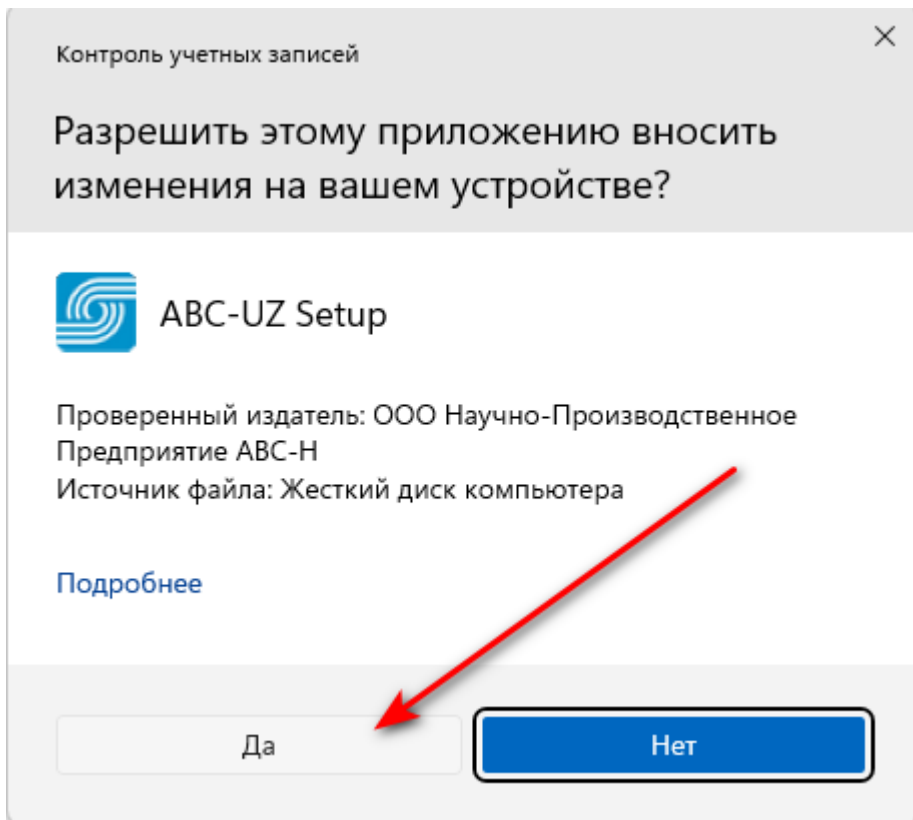 Контроль учетных записей
Разрешить этому приложению вносить
изменения на вашем устройстве?
ABC-UZ Setup
Проверенный издатель: ООО Научно-Производственное
Предприятие АВС-Н
Источник файла: Жесткий диск компьютера
Подробнее
Да
Нет